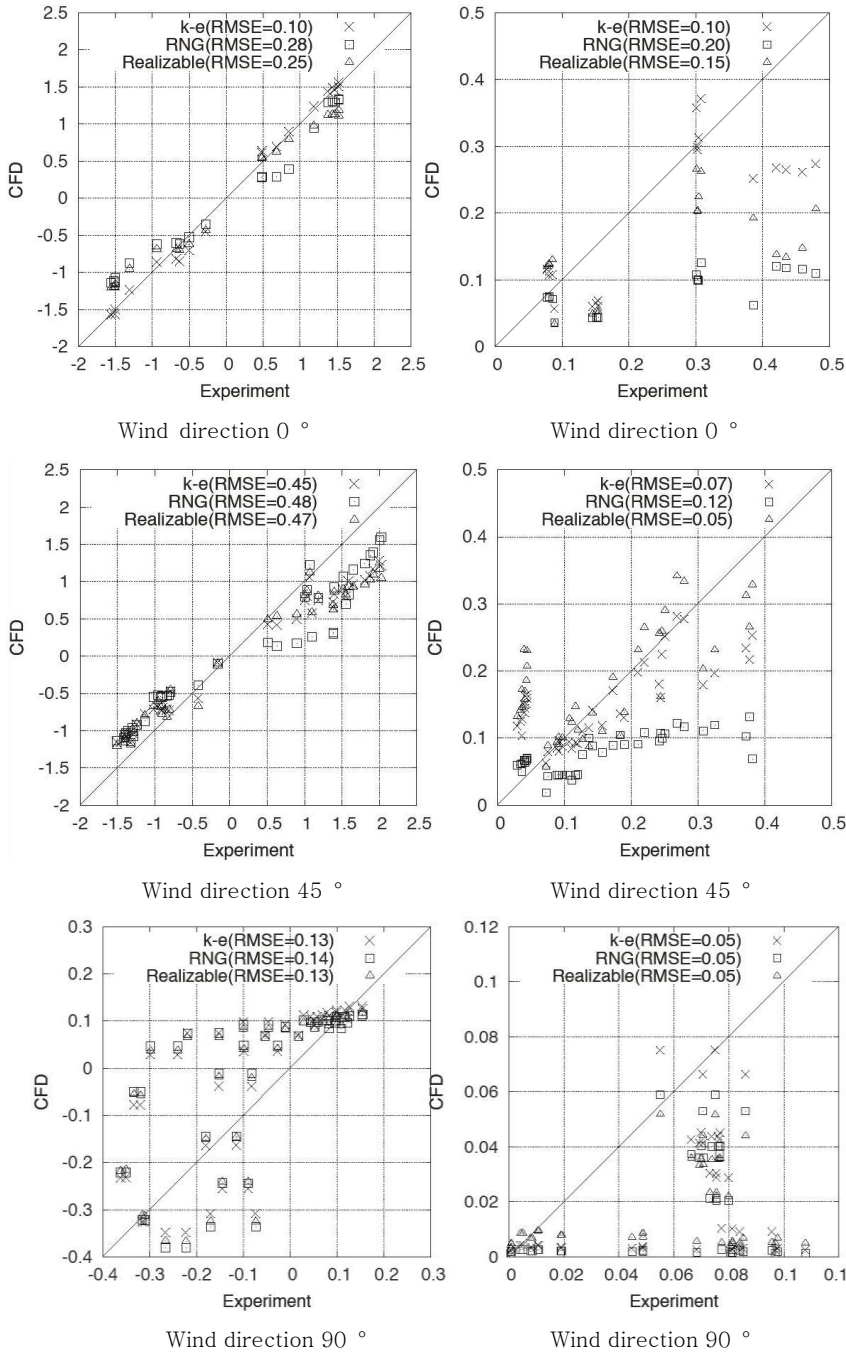 2.5
2
1.5
1
0.5
0
-0.5
-1
-1.5
-2
CFD
k-e(RMSE=0.10)
RNG(RMSE=0.28)
Realizable(RMSE=0.25)
-2 -1.5 -1 -0.5 0 0.5 1 1.5 2 2.5
Experiment
Wind direction 0 °
0.5
0.4
0.3
0.2
0.1
0
CFD
k-e(RMSE=0.10)
RNG(RMSE=0.20)
Realizable(RMSE=0.15)
0 0.1 0.2 0.3 0.4 0.5
Experiment
Wind direction 0 °
2.5
2
1.5
1
0.5
0
-0.5
-1
-1.5
-2
CFD
k-e(RMSE=0.45)
RNG(RMSE=0.48)
Realizable(RMSE=0.47)
-2 -1.5 -1 -0.5 0 0.5 1 1.5 2 2.5
Experiment
Wind direction 45 °
0.5
0.4
0.3
0.2
0.1
0
CFD
k-e(RMSE=0.07)
RNG(RMSE=0.12)
Realizable(RMSE=0.05)
0 0.1 0.2 0.3 0.4 0.5
Experiment
Wind direction 45 °
0.3
0.2
0.1
0
-0.1
-0.2
-0.3
-0.4
CFD
k-e(RMSE=0.13)
RNG(RMSE=0.14)
Realizable(RMSE=0.13)
-0.4 -0.3 -0.2 -0.1 0 0.1 0.2 0.3
Experiment
Wind direction 90 °
0.12
0.1
0.08
0.06
0.04
0.02
0
CFD
k-e(RMSE=0.05)
RNG(RMSE=0.05)
Realizable(RMSE=0.05)
0 0.02 0.04 0.06 0.08 0.1 0.1
Experiment
Wind direction 90 °